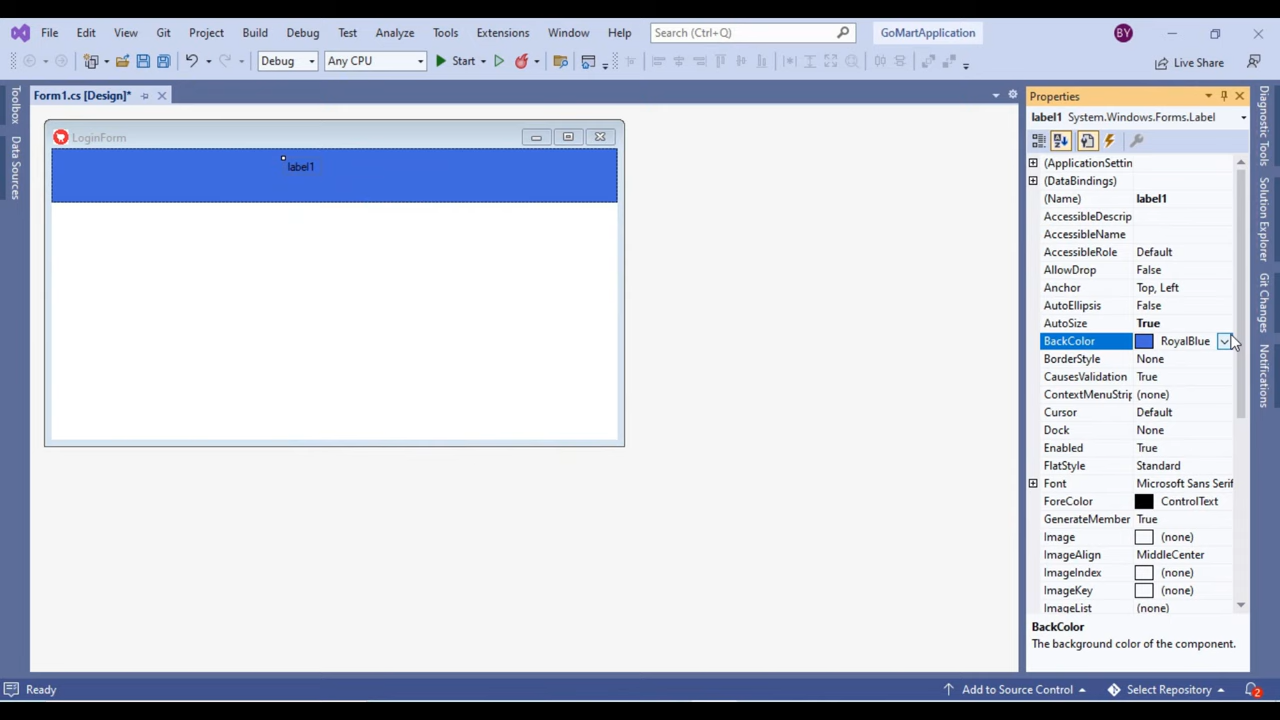 File Edit View Git Project Build Debug Test Analyze Tools Extensions Window Help Search (Ctrl+Q) GoMartApplication BY
Debug Any CPU Start Live Share
Form1.cs [Design]*
Toolbox
Data Sources
LoginForm
label1
Properties
label1 System.Windows.Forms.Label
(ApplicationSettin
(DataBindings)
(Name) label1
AccessibleDescrip
AccessibleName
AccessibleRole Default
AllowDrop False
Anchor Top, Left
AutoEllipsis False
AutoSize True
BackColor RoyalBlue
BorderStyle None
CausesValidation True
ContextMenuStrip (none)
Cursor Default
Dock None
Enabled True
FlatStyle Standard
Font Microsoft Sans Serif
ForeColor ControlText
GenerateMember True
Image (none)
ImageAlign MiddleCenter
ImageIndex (none)
ImageKey (none)
ImageList (none)
BackColor
The background color of the component.
Diagnostic Tools
Solution Explorer
Git Changes
Notifications
Ready Add to Source Control Select Repository 2